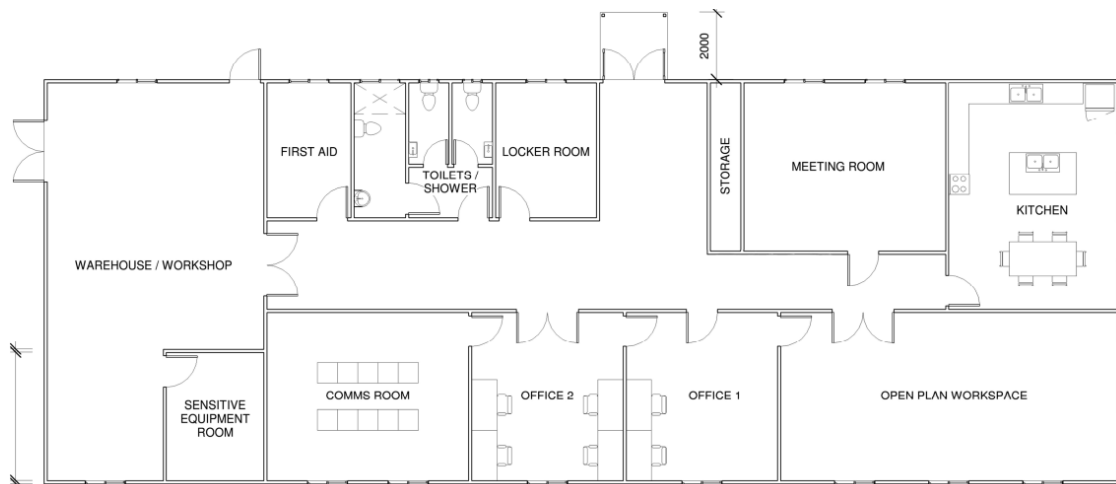 2000
FIRST AID
TOILETS /
SHOWER
LOCKER ROOM
STORAGE
MEETING ROOM
KITCHEN
WAREHOUSE / WORKSHOP
SENSITIVE
EQUIPMENT
ROOM
COMMS ROOM
OFFICE 2
OFFICE 1
OPEN PLAN WORKSPACE